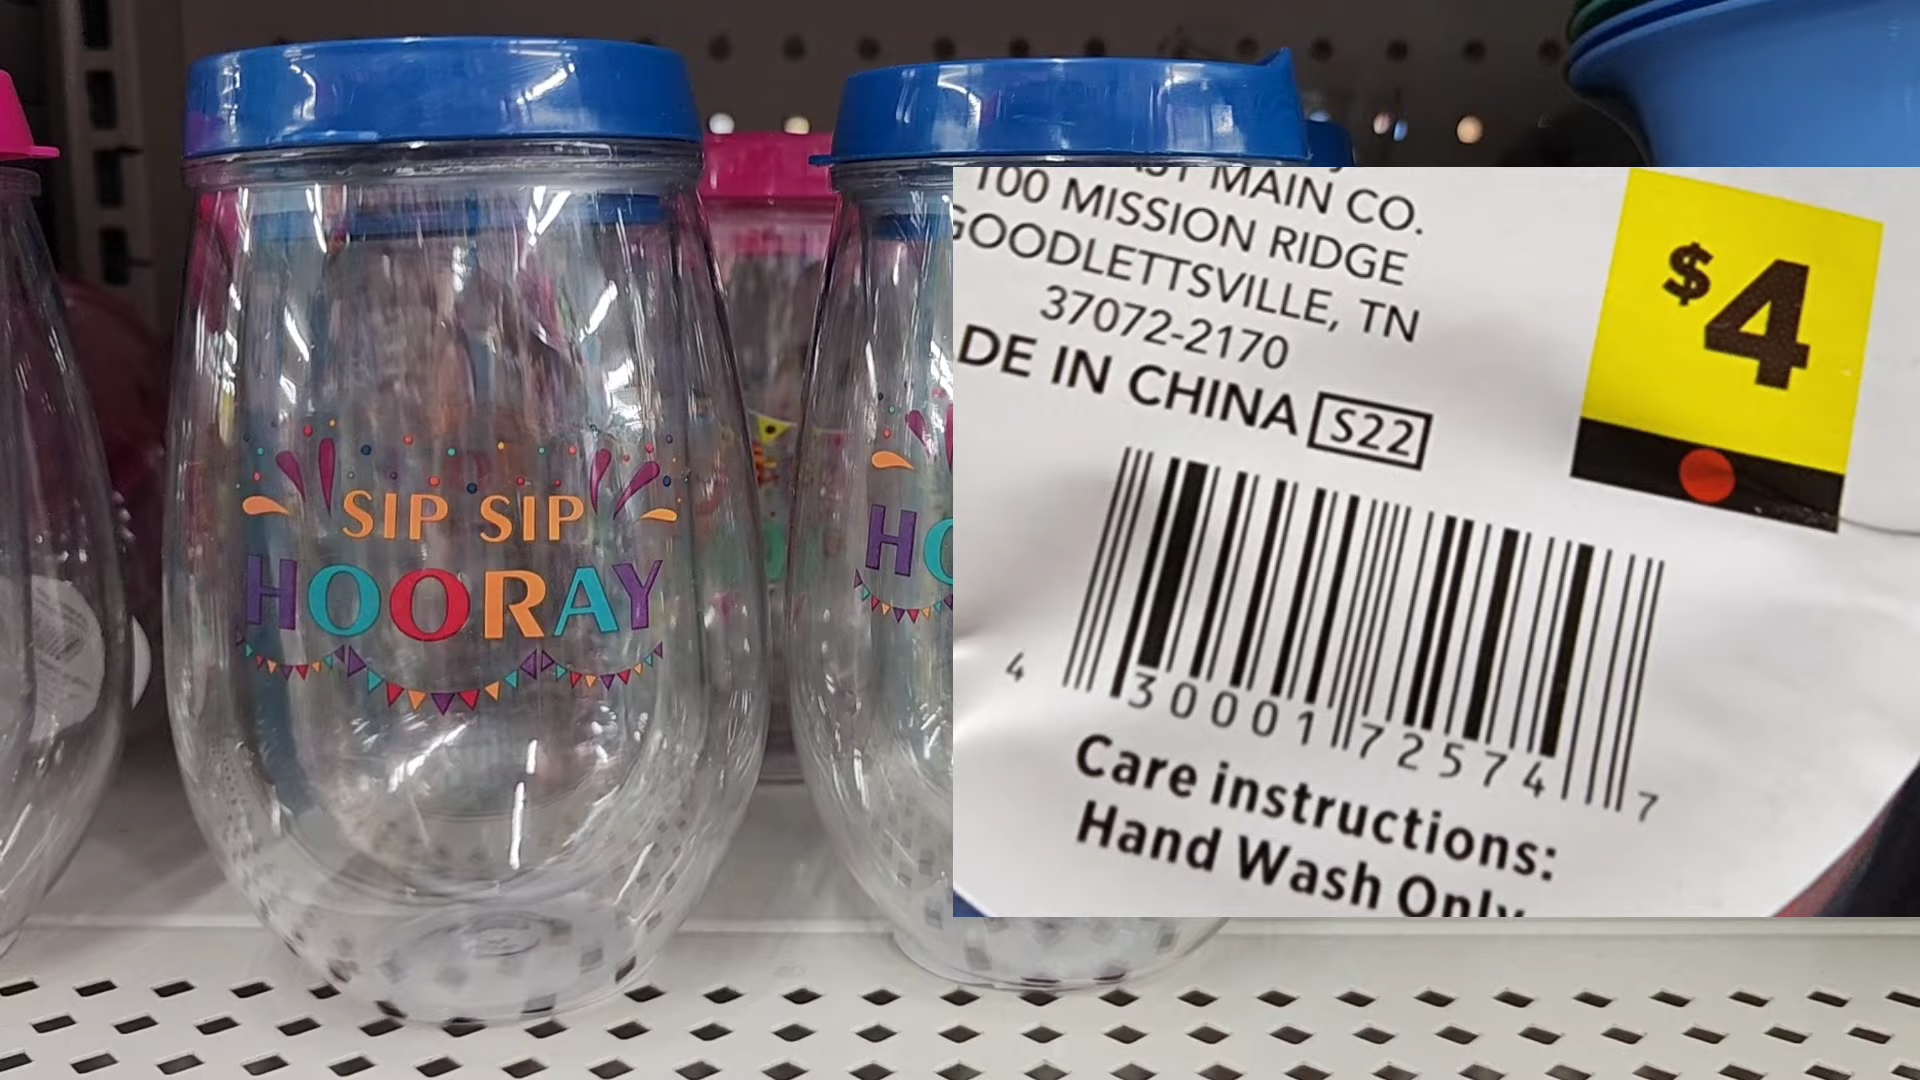 SIP SIP
HOORAY
HO
MAIN CO.
100 MISSION RIDGE
GOODLETTSVILLE, TN
37072-2170
DE IN CHINA S22
$4
4 30001 72574 7
Care instructions:
Hand Wash Only